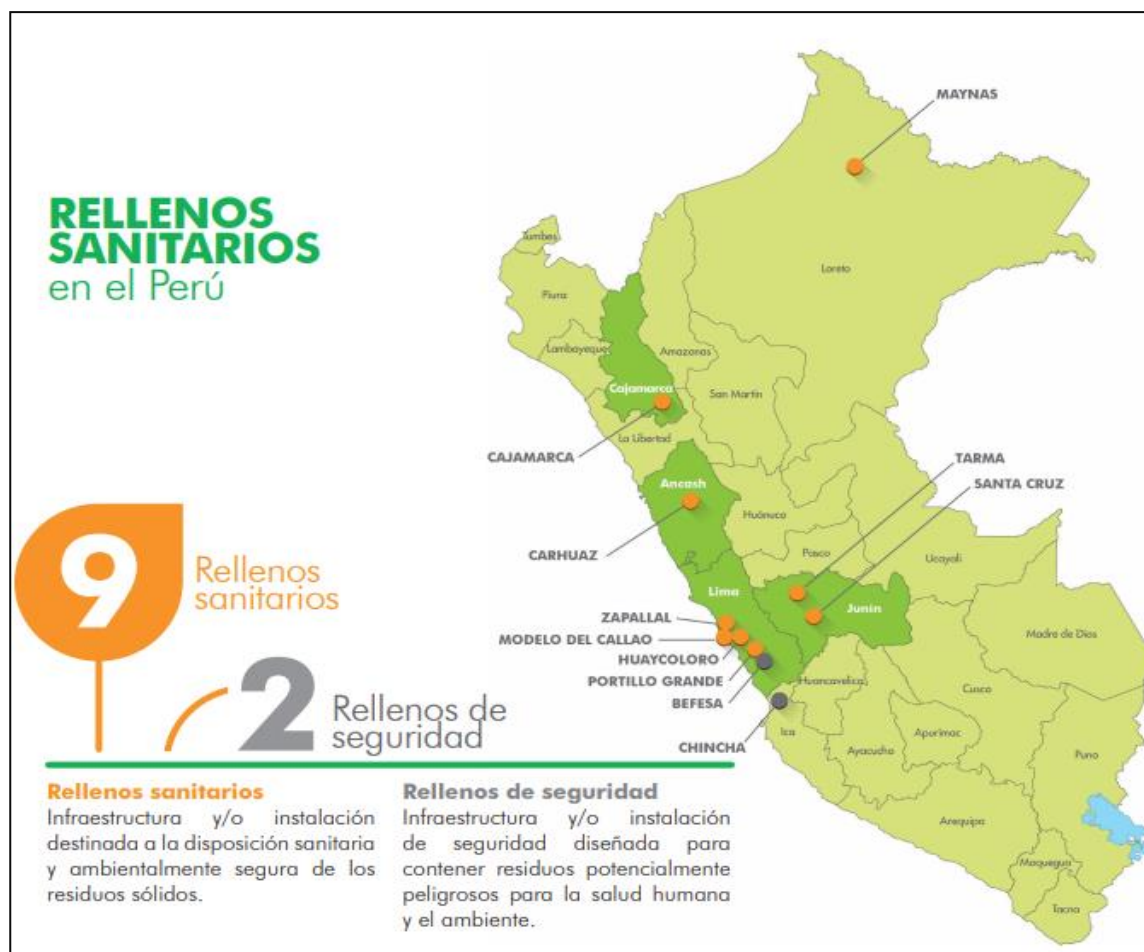 RELLENOS
SANITARIOS
en el Perú
9
Rellenos
sanitarios
2
Rellenos de
seguridad
Rellenos sanitarios
Infraestructura y/o instalación
destinada a la disposición sanitaria
y ambientalmente segura de los
residuos sólidos.
Rellenos de seguridad
Infraestructura y/o instalación
de seguridad diseñada para
contener residuos potencialmente
peligrosos para la salud humana
y el ambiente.
MAYNAS
Tumbes
Loreto
Piura
Lambayeque
Amazonas
Cajamarca
San Martín
La Libertad
CAJAMARCA
TARMA
Ancash
SANTA CRUZ
Huánuco
CARHUAZ
Pasco
Ucayali
Lima
Junín
ZAPALLAL
MODELO DEL CALLAO
Madre de Dios
HUAYCOLORO
PORTILLO GRANDE
Huancavelica
Cusco
BEFESA
Ica
Apurímac
CHINCHA
Ayacucho
Puno
Arequipa
Moquegua
Tacna